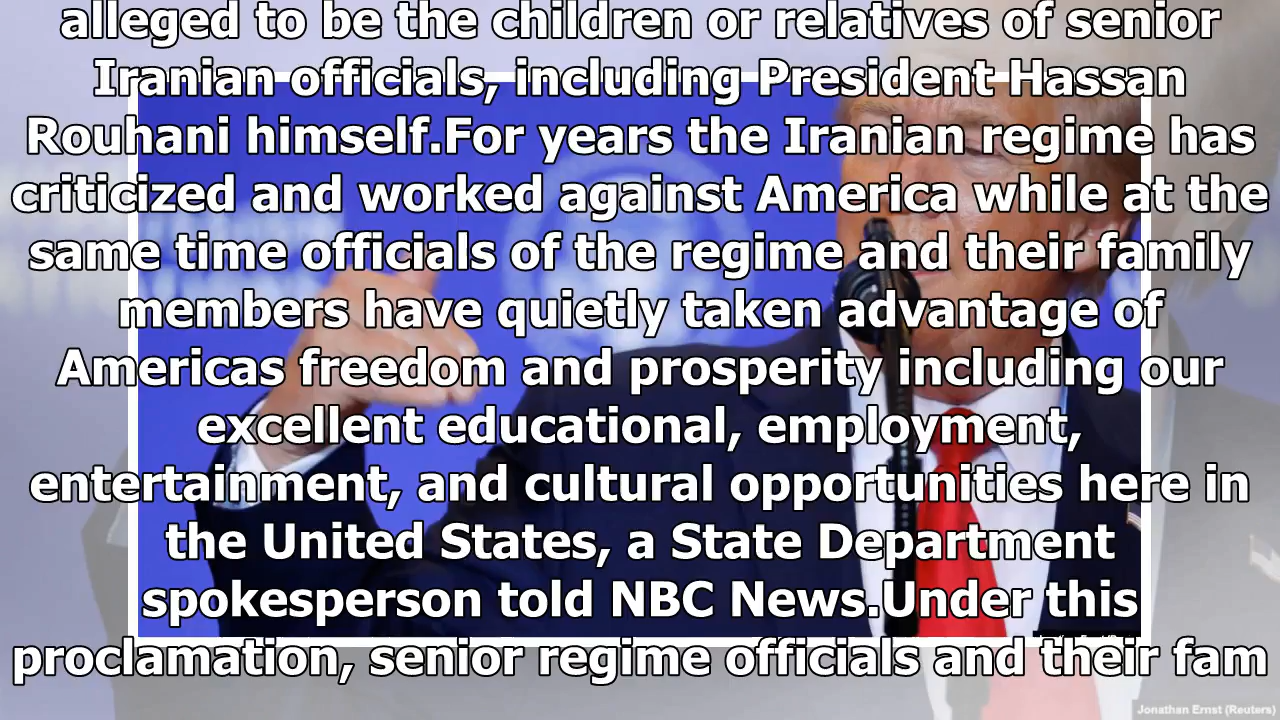 alleged to be the children or relatives of senior
Iranian officials, including President Hassan
Rouhani himself.For years the Iranian regime has
criticized and worked against America while at the
same time officials of the regime and their family
members have quietly taken advantage of
Americas freedom and prosperity including our
excellent educational, employment,
entertainment, and cultural opportunities here in
the United States, a State Department
spokesperson told NBC News.Under this
proclamation, senior regime officials and their fam
Jonathan Ernst (Reuters)